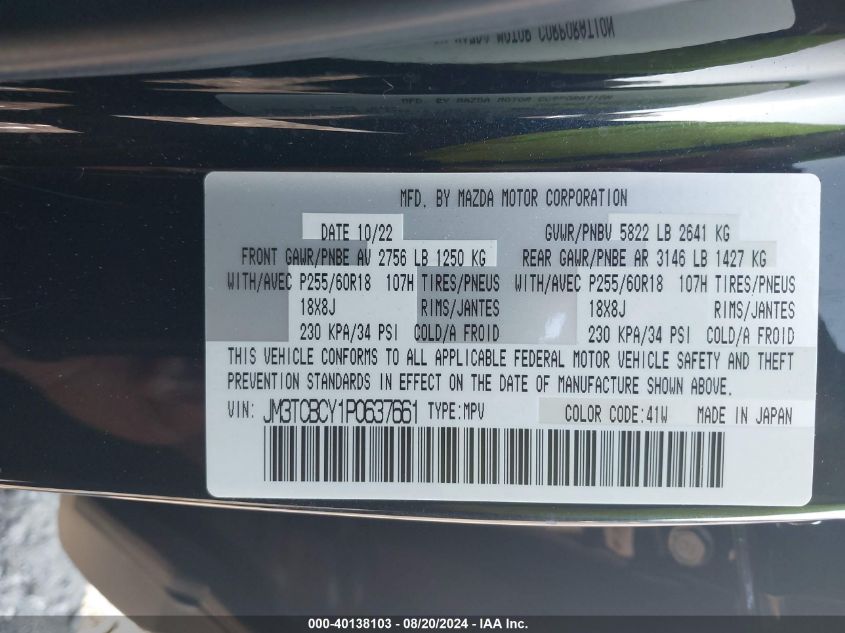 MFD. BY MAZDA MOTOR CORPORATION
MFD. BY MAZDA MOTOR CORPORATION
DATE 10/22 GVWR/PNBV 5822 LB 2641 KG
FRONT GAWR/PNBE AV 2756 LB 1250 KG REAR GAWR/PNBE AR 3146 LB 1427 KG
WITH/AVEC P255/60R18 107H TIRES/PNEUS WITH/AVEC P255/60R18 107H TIRES/PNEUS
18X8J RIMS/JANTES 18X8J RIMS/JANTES
230 KPA/34 PSI COLD/A FROID 230 KPA/34 PSI COLD/A FROID
THIS VEHICLE CONFORMS TO ALL APPLICABLE FEDERAL MOTOR VEHICLE SAFETY AND THEFT
PREVENTION STANDARDS IN EFFECT ON THE DATE OF MANUFACTURE SHOWN ABOVE.
VIN: JM3TCBCY1P0637661 TYPE:MPV COLOR CODE:41W MADE IN JAPAN
000-40138103 - 08/20/2024 - IAA Inc.